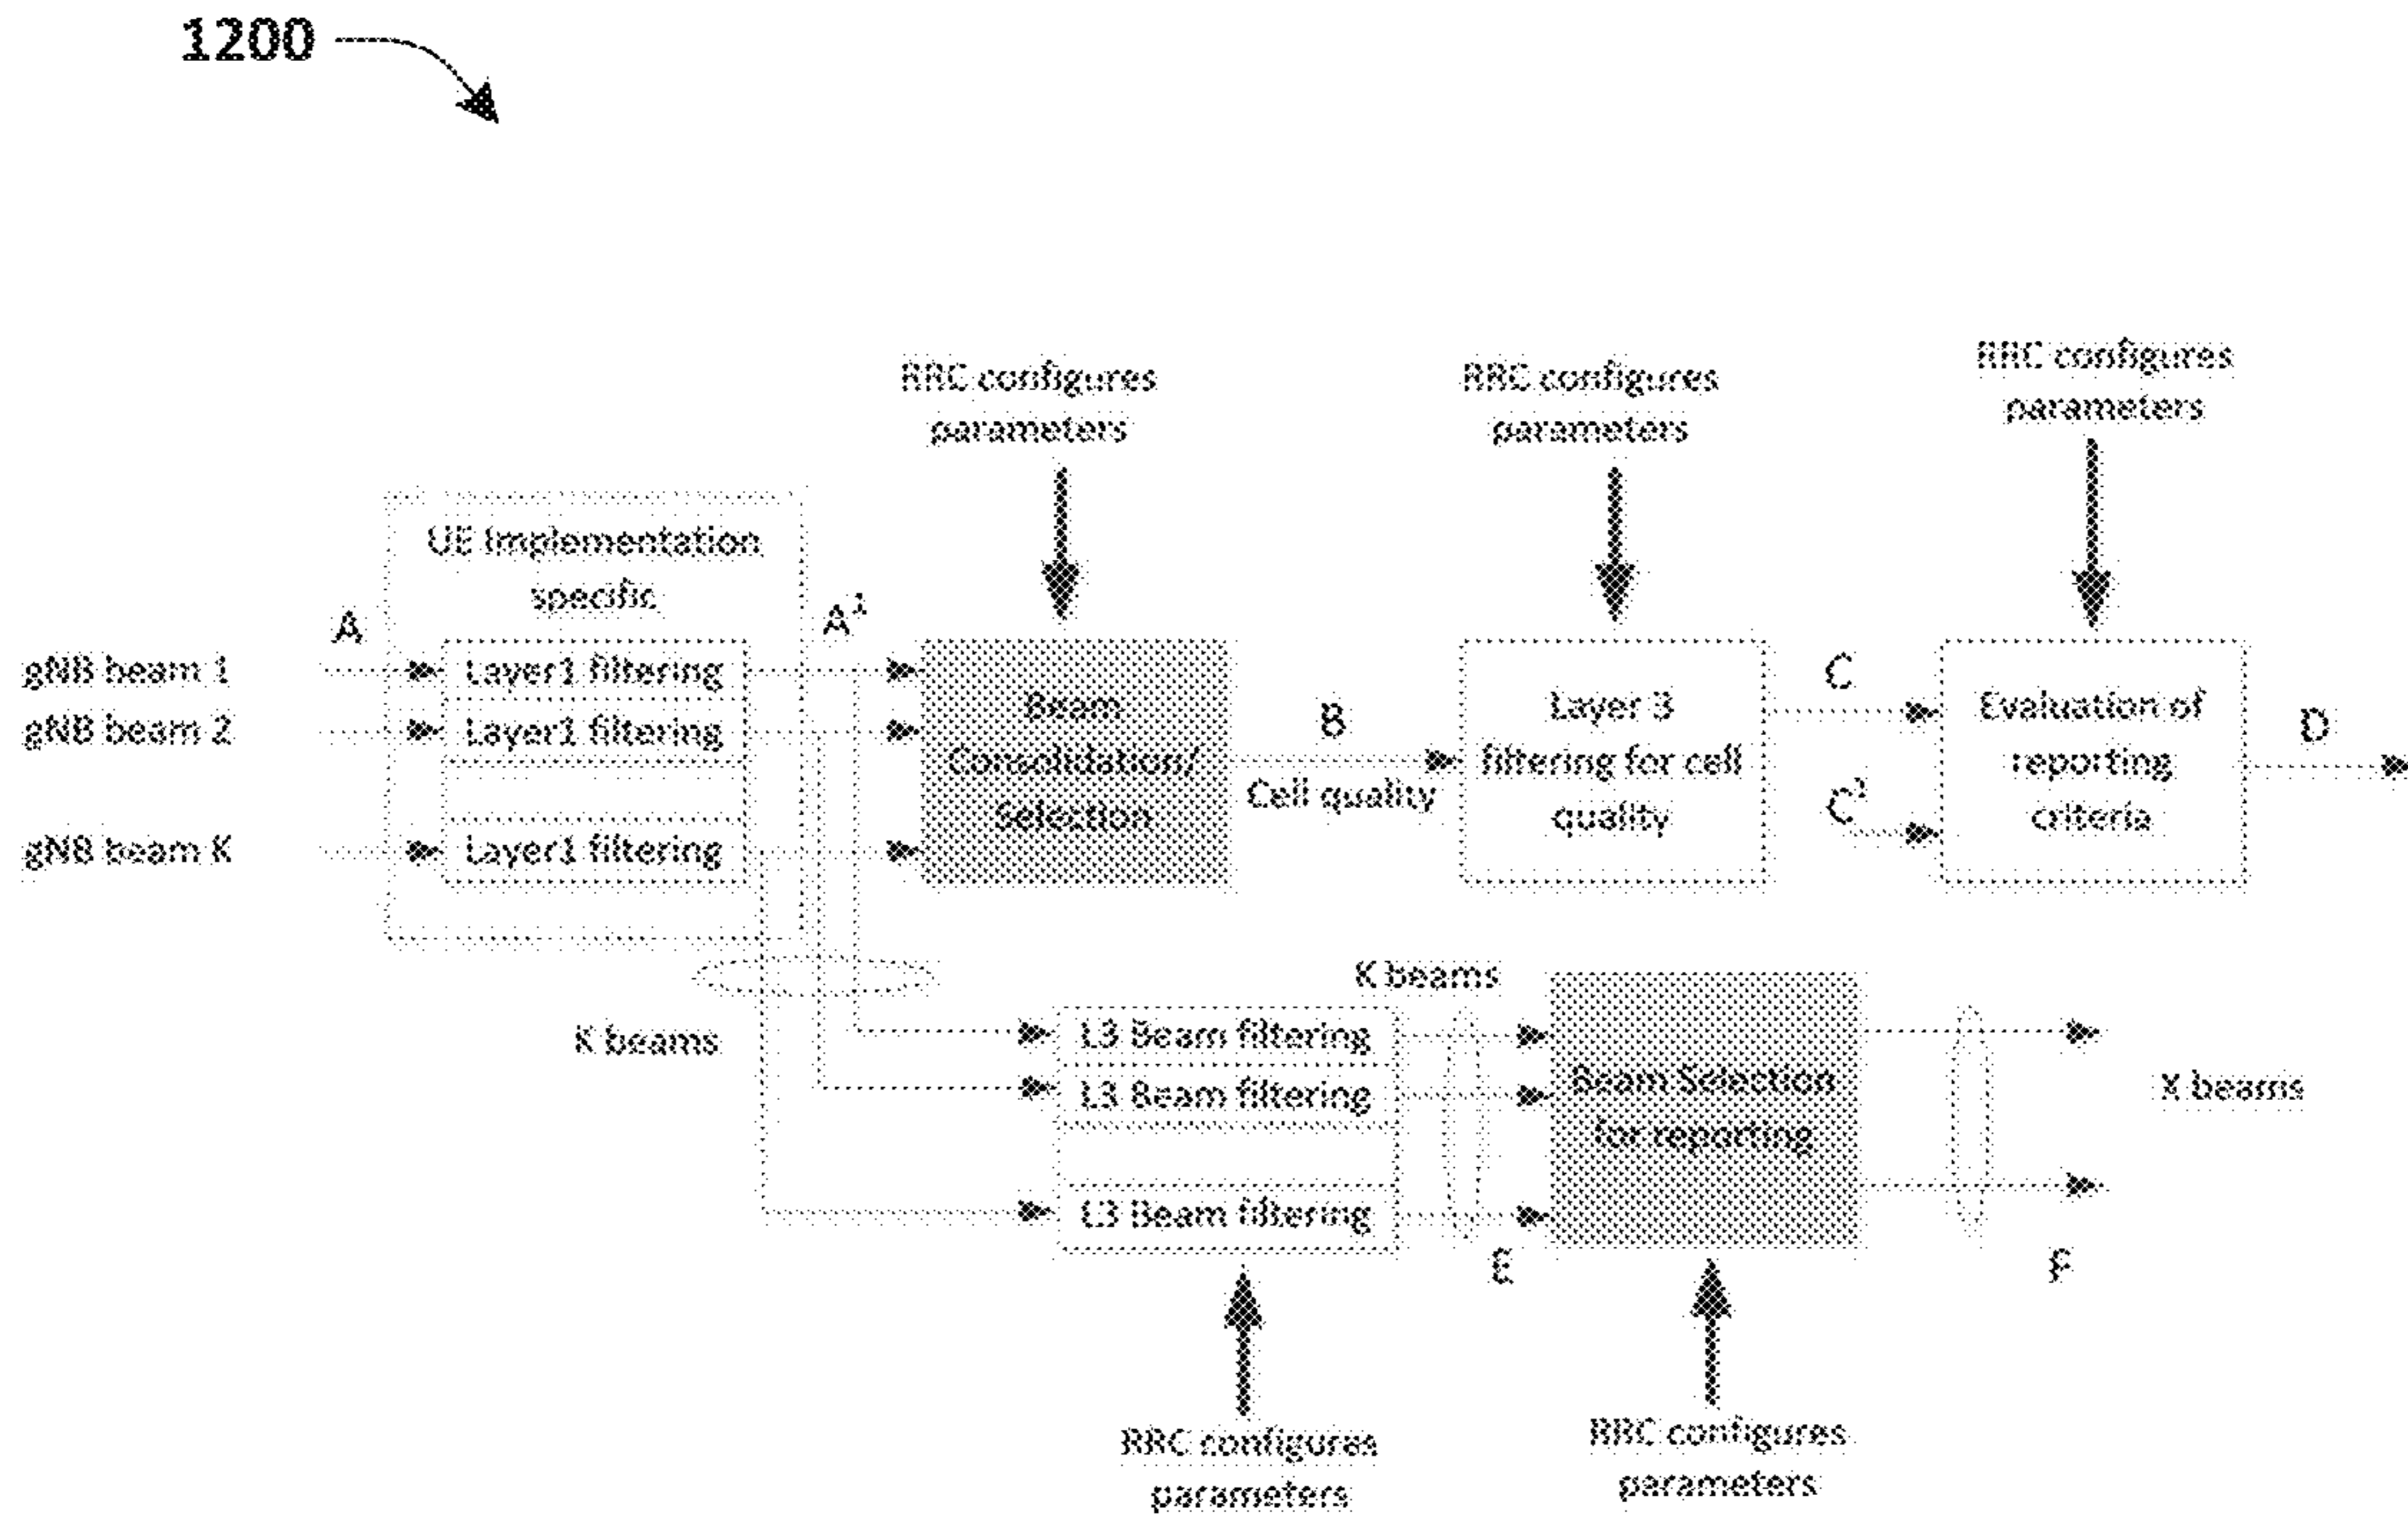 1200
RRC configures
parameters
RRC configures
parameters
RRC configures
parameters
UE Implementation
specific
A
A¹
gNB beam 1
Layer1 filtering
gNB beam 2
Layer1 filtering
gNB beam K
Layer1 filtering
Beam
Consolidation/
Selection
B
Cell quality
Layer 3
filtering for cell
quality
C
C¹
Evaluation of
reporting
criteria
D
K beams
K beams
L3 Beam filtering
L3 Beam filtering
L3 Beam filtering
E
Beam Selection
for reporting
X beams
F
RRC configures
parameters
RRC configures
parameters